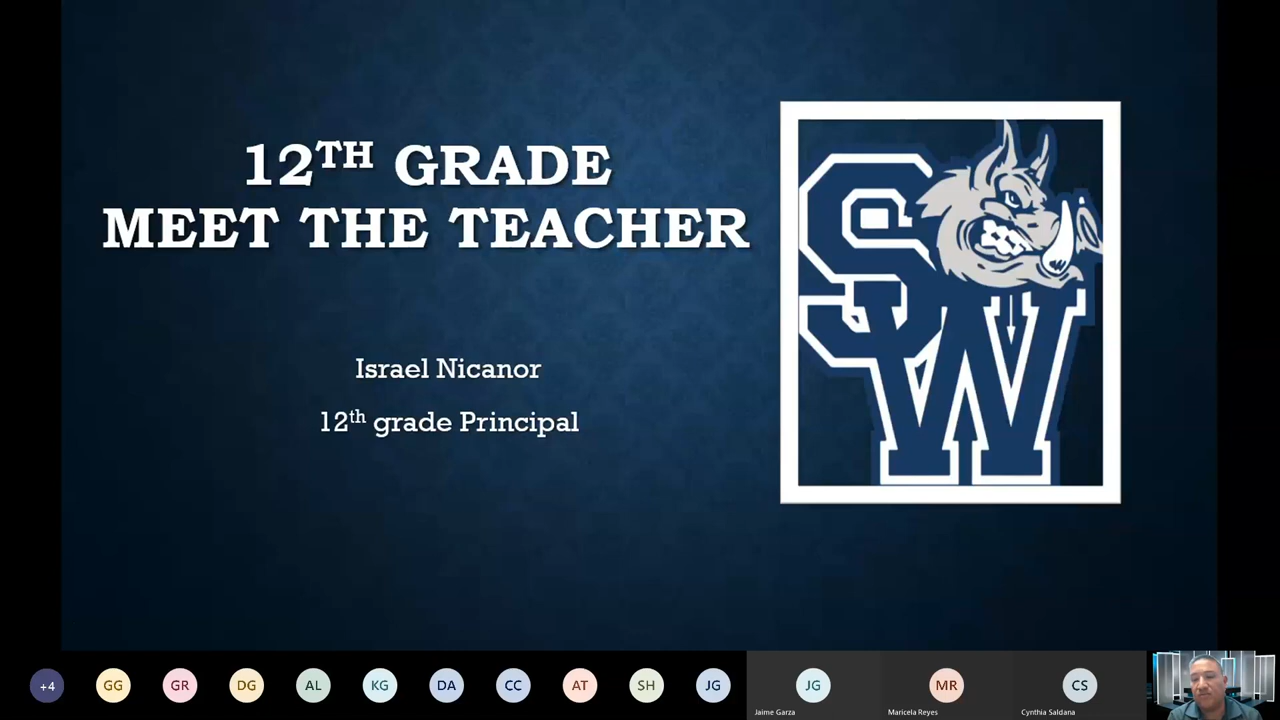 12TH GRADE
MEET THE TEACHER
Israel Nicanor
12th grade Principal
SW
+4
GG
GR
DG
AL
KG
DA
CC
AT
SH
JG
JG
MR
CS
Jaime Garza
Maricela Reyes
Cynthia Saldana